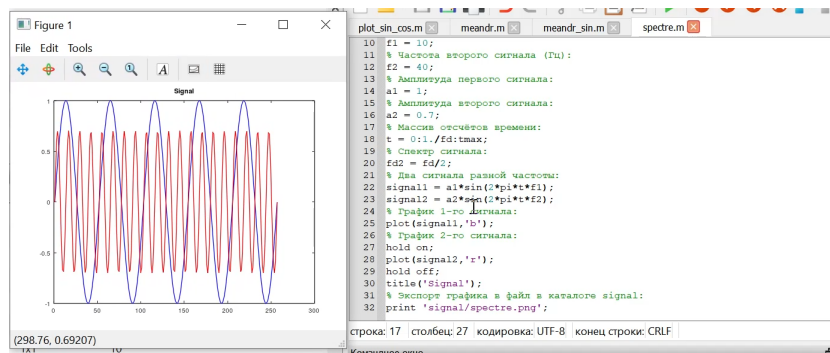 Figure 1
File Edit Tools
Signal
1
0.5
0
-0.5
-1
0 50 100 150 200 250 300
(298.76, 0.69207)
plot_sin_cos.m
meandr.m
meandr_sin.m
spectre.m
10 f1 = 10;
11 % Частота второго сигнала (Гц):
12 f2 = 40;
13 % Амплитуда первого сигнала:
14 a1 = 1;
15 % Амплитуда второго сигнала:
16 a2 = 0.7;
17 % Массив отсчётов времени:
18 t = 0:1./fd:tmax;
19 % Спектр сигнала:
20 fd2 = fd/2;
21 % Два сигнала разной частоты:
22 signal1 = a1*sin(2*pi*t*f1);
23 signal2 = a2*sin(2*pi*t*f2);
24 % График 1-го сигнала:
25 plot(signal1,'b');
26 % График 2-го сигнала:
27 hold on;
28 plot(signal2,'r');
29 hold off;
30 title('Signal');
31 % Экспорт графика в файл в каталоге signal:
32 print 'signal/spectre.png';
строка: 17 столбец: 27 кодировка: UTF-8 конец строки: CRLF
Командное окно